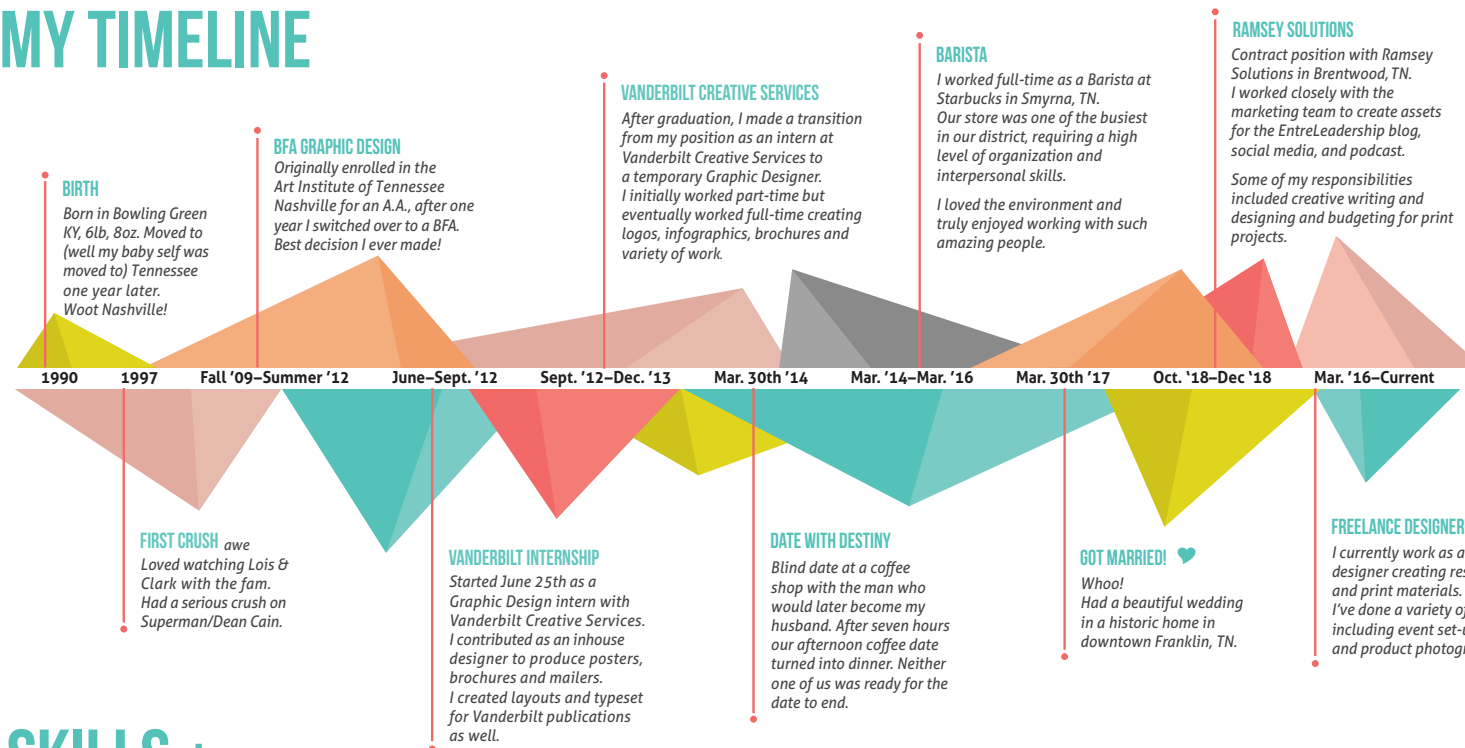 MY TIMELINE
BIRTH
Born in Bowling Green
KY, 6lb, 8oz. Moved to
(well my baby self was
moved to) Tennessee
one year later.
Woot Nashville!
BFA GRAPHIC DESIGN
Originally enrolled in the
Art Institute of Tennessee
Nashville for an A.A., after one
year I switched over to a BFA.
Best decision I ever made!
VANDERBILT CREATIVE SERVICES
After graduation, I made a transition
from my position as an intern at
Vanderbilt Creative Services to
a temporary Graphic Designer.
I initially worked part-time but
eventually worked full-time creating
logos, infographics, brochures and
variety of work.
BARISTA
I worked full-time as a Barista at
Starbucks in Smyrna, TN.
Our store was one of the busiest
in our district, requiring a high
level of organization and
interpersonal skills.
I loved the environment and
truly enjoyed working with such
amazing people.
RAMSEY SOLUTIONS
Contract position with Ramsey
Solutions in Brentwood, TN.
I worked closely with the
marketing team to create assets
for the EntreLeadership blog,
social media, and podcast.
Some of my responsibilities
included creative writing and
designing and budgeting for print
projects.
1990 1997 Fall '09–Summer '12 June–Sept. '12 Sept. '12–Dec. '13 Mar. 30th '14 Mar. '14–Mar. '16 Mar. 30th '17 Oct. ‘18–Dec ‘18 Mar. '16–Current
FIRST CRUSH awe
Loved watching Lois &
Clark with the fam.
Had a serious crush on
Superman/Dean Cain.
VANDERBILT INTERNSHIP
Started June 25th as a
Graphic Design intern with
Vanderbilt Creative Services.
I contributed as an inhouse
designer to produce posters,
brochures and mailers.
I created layouts and typeset
for Vanderbilt publications
as well.
DATE WITH DESTINY
Blind date at a coffee
shop with the man who
would later become my
husband. After seven hours
our afternoon coffee date
turned into dinner. Neither
one of us was ready for the
date to end.
GOT MARRIED!
Whoo!
Had a beautiful wedding
in a historic home in
downtown Franklin, TN.
FREELANCE DESIGNER
I currently work as a
designer creating
and print materials.
I've done a variety of
including event
and product
SKILLS